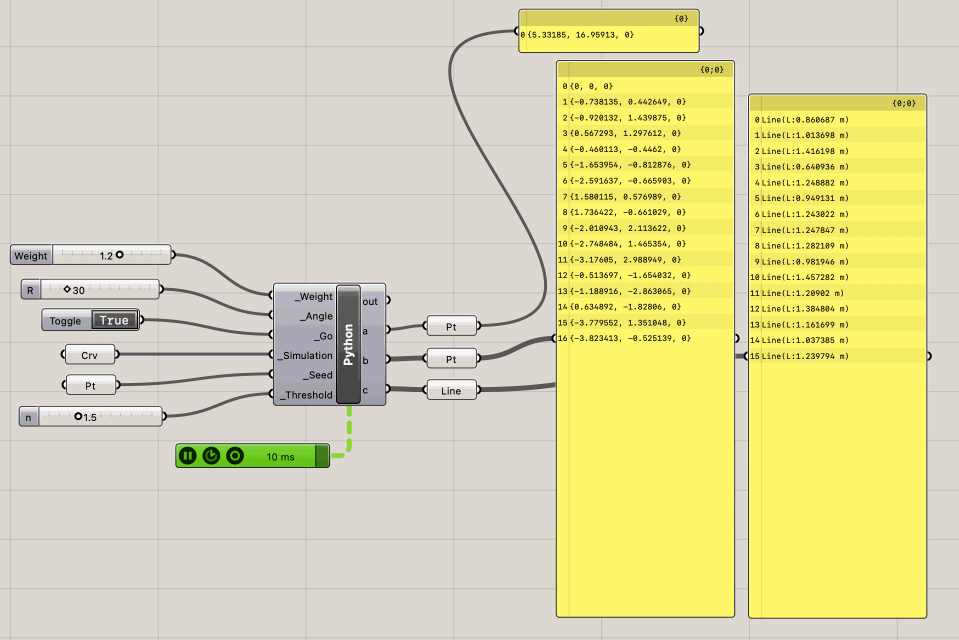 {0}
0 {5.33185, 16.95913, 0}
{0;0}
0 {0, 0, 0}
1 {-0.738135, 0.442649, 0}
2 {-0.920132, 1.439875, 0}
3 {0.567293, 1.297612, 0}
4 {-0.460113, -0.4462, 0}
5 {-1.653954, -0.812876, 0}
6 {-2.591637, -0.665903, 0}
7 {1.580115, 0.576989, 0}
8 {1.736422, -0.661029, 0}
9 {-2.010943, 2.113622, 0}
10 {-2.748484, 1.465354, 0}
11 {-3.17605, 2.988949, 0}
12 {-0.513697, -1.654032, 0}
13 {-1.188916, -2.863065, 0}
14 {0.634892, -1.82806, 0}
15 {-3.779552, 1.351048, 0}
16 {-3.823413, -0.525139, 0}
{0;0}
0 Line(L:0.860687 m)
1 Line(L:1.013698 m)
2 Line(L:1.416198 m)
3 Line(L:0.640936 m)
4 Line(L:1.248882 m)
5 Line(L:0.949131 m)
6 Line(L:1.243022 m)
7 Line(L:1.247847 m)
8 Line(L:1.282109 m)
9 Line(L:0.981946 m)
10 Line(L:1.457282 m)
11 Line(L:1.20902 m)
12 Line(L:1.384804 m)
13 Line(L:1.161699 m)
14 Line(L:1.037385 m)
15 Line(L:1.239794 m)
Weight 1.2
R 30
Toggle True
Crv
Pt
n 1.5
_Weight
_Angle
_Go
_Simulation
_Seed
_Threshold
Python
out
a
b
c
Pt
Pt
Line
10 ms